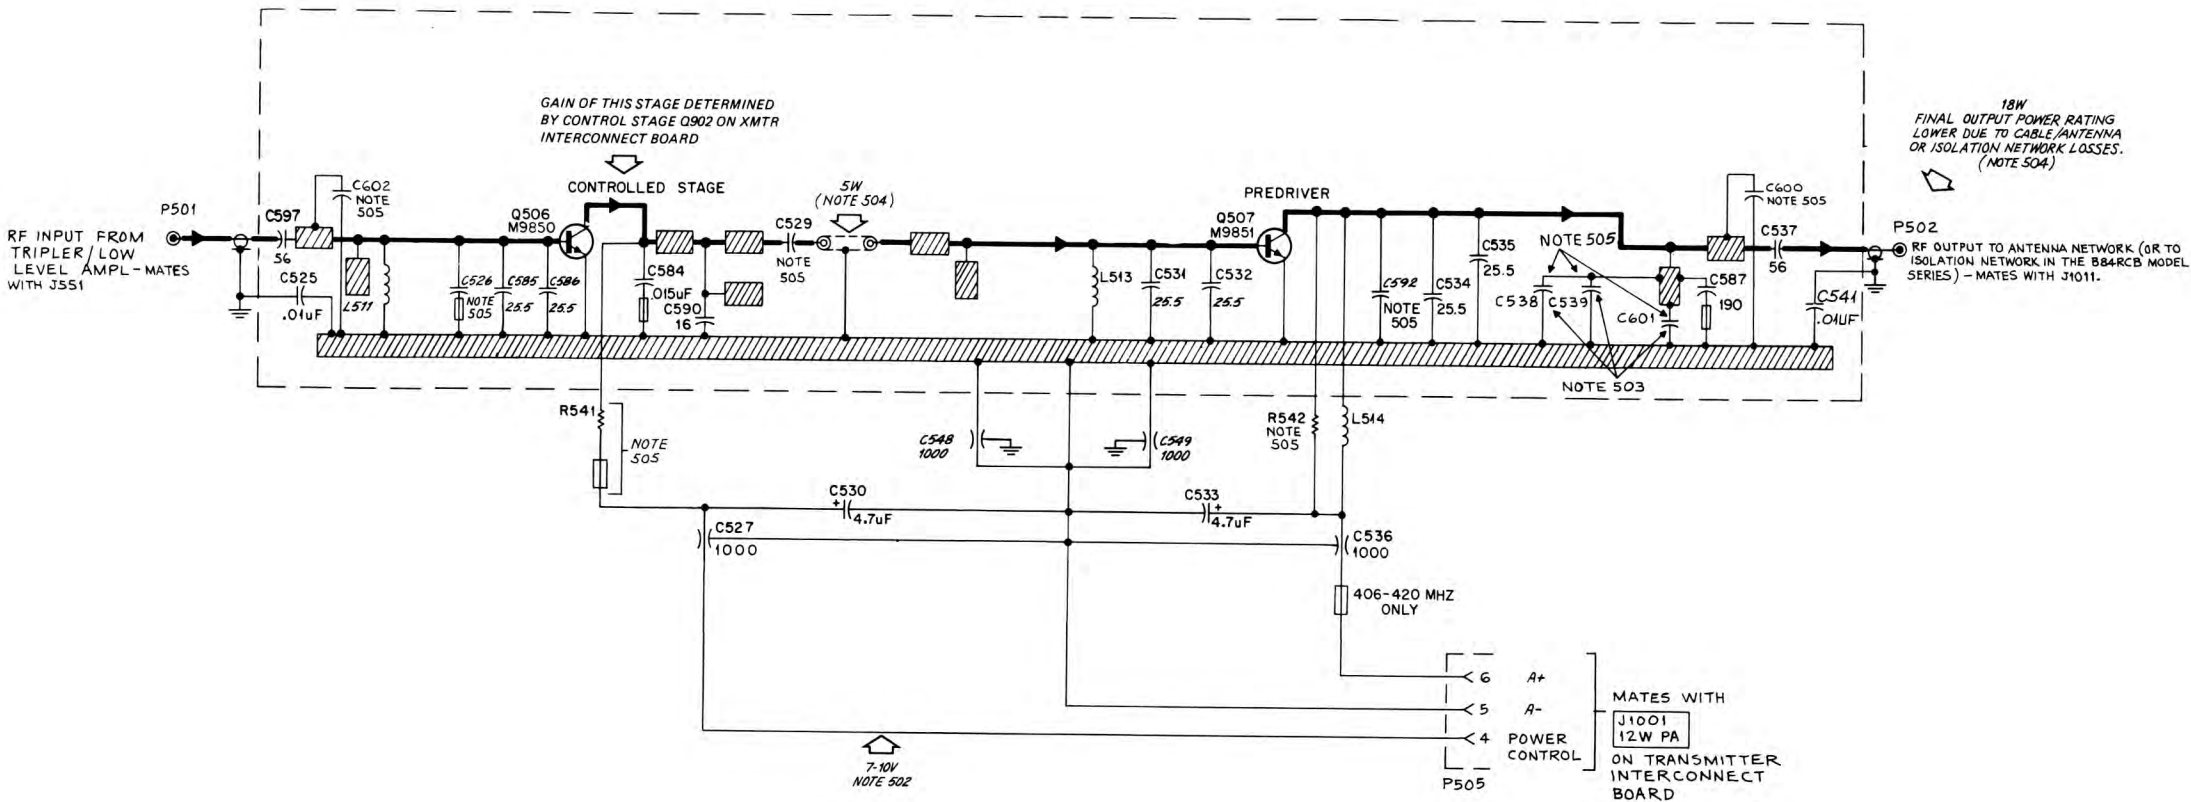 GAIN OF THIS STAGE DETERMINED
BY CONTROL STAGE Q902 ON XMTR
INTERCONNECT BOARD
CONTROLLED STAGE
18W
FINAL OUTPUT POWER RATING
LOWER DUE TO CABLE/ANTENNA
OR ISOLATION NETWORK LOSSES.
(NOTE 504)
RF INPUT FROM
TRIPLER/LOW
LEVEL AMPL-MATES
WITH J551
P501
C597
56
C602
NOTE
505
C525
.01uF
L511
C526
NOTE
505
C585
25.5
C586
25.5
Q506
M9850
C584
.015uF
C590
16
C529
NOTE
505
5W
(NOTE 504)
L513
C531
25.5
C532
25.5
PREDRIVER
Q507
M9851
C592
NOTE
505
C534
25.5
C535
25.5
NOTE 505
C538
C539
C601
NOTE 503
C587
190
C600
NOTE 505
C537
56
C541
.01UF
P502
RF OUTPUT TO ANTENNA NETWORK (OR TO
ISOLATION NETWORK IN THE B84RCB MODEL
SERIES) - MATES WITH J1011.
R541
NOTE
505
C548
1000
C549
1000
R542
NOTE
505
L514
C530
+
4.7uF
C533
+
4.7uF
C527
1000
C536
1000
406-420 MHZ
ONLY
6 A+
5 A-
4 POWER
CONTROL
P505
MATES WITH
J1001
12W PA
ON TRANSMITTER
INTERCONNECT
BOARD
7-10V
NOTE 502